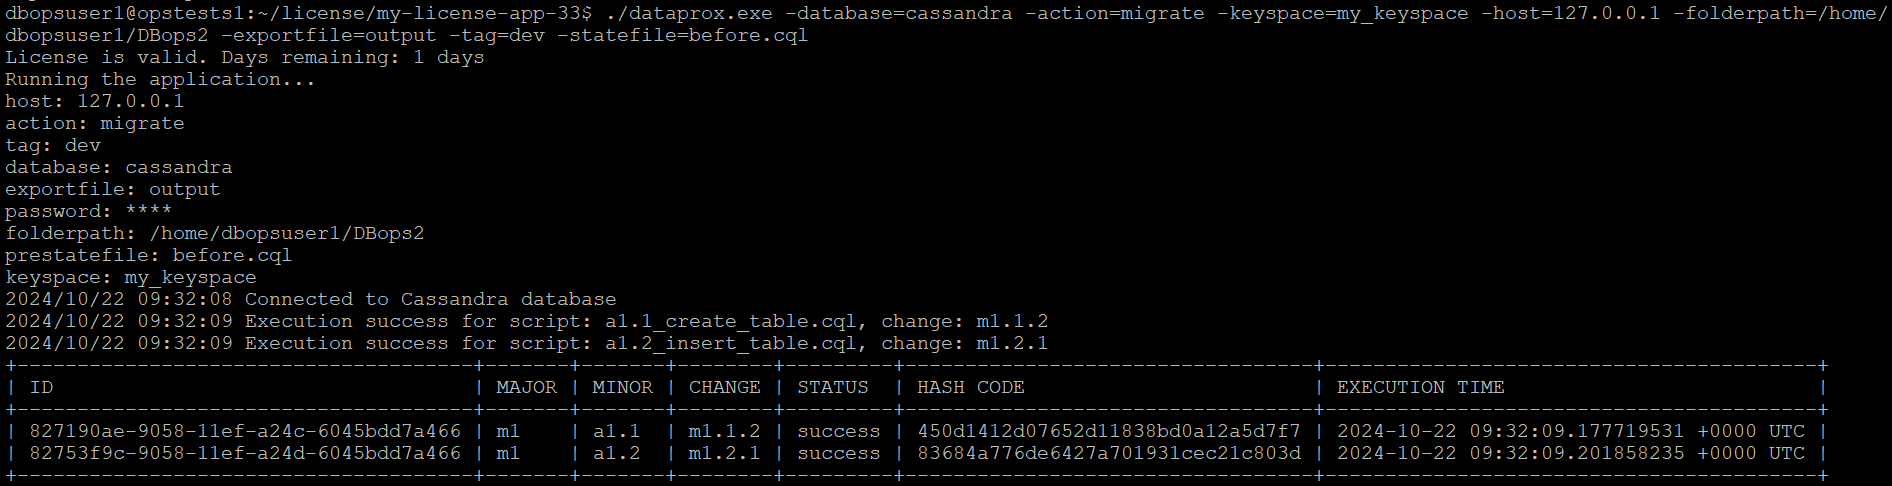 dbopsuser1@opstests1:~/license/my-license-app-33$ ./dataprox.exe -database=cassandra -action=migrate -keyspace=my_keyspace -host=127.0.0.1 -folderpath=/home/
dbopsuser1/DBops2 -exportfile=output -tag=dev -statefile=before.cql
License is valid. Days remaining: 1 days
Running the application...
host: 127.0.0.1
action: migrate
tag: dev
database: cassandra
exportfile: output
password: ****
folderpath: /home/dbopsuser1/DBops2
prestatefile: before.cql
keyspace: my_keyspace
2024/10/22 09:32:08 Connected to Cassandra database
2024/10/22 09:32:09 Execution success for script: a1.1_create_table.cql, change: m1.1.2
2024/10/22 09:32:09 Execution success for script: a1.2_insert_table.cql, change: m1.2.1
+--------------------------------------+-------+-------+--------+---------+----------------------------------+-----------------------------------------+
| ID | MAJOR | MINOR | CHANGE | STATUS | HASH CODE | EXECUTION TIME |
+--------------------------------------+-------+-------+--------+---------+----------------------------------+-----------------------------------------+
| 827190ae-9058-11ef-a24c-6045bdd7a466 | m1 | a1.1 | m1.1.2 | success | 450d1412d07652d11838bd0a12a5d7f7 | 2024-10-22 09:32:09.177719531 +0000 UTC |
| 82753f9c-9058-11ef-a24d-6045bdd7a466 | m1 | a1.2 | m1.2.1 | success | 83684a776de6427a701931cec21c803d | 2024-10-22 09:32:09.201858235 +0000 UTC |
+--------------------------------------+-------+-------+--------+---------+----------------------------------+-----------------------------------------+